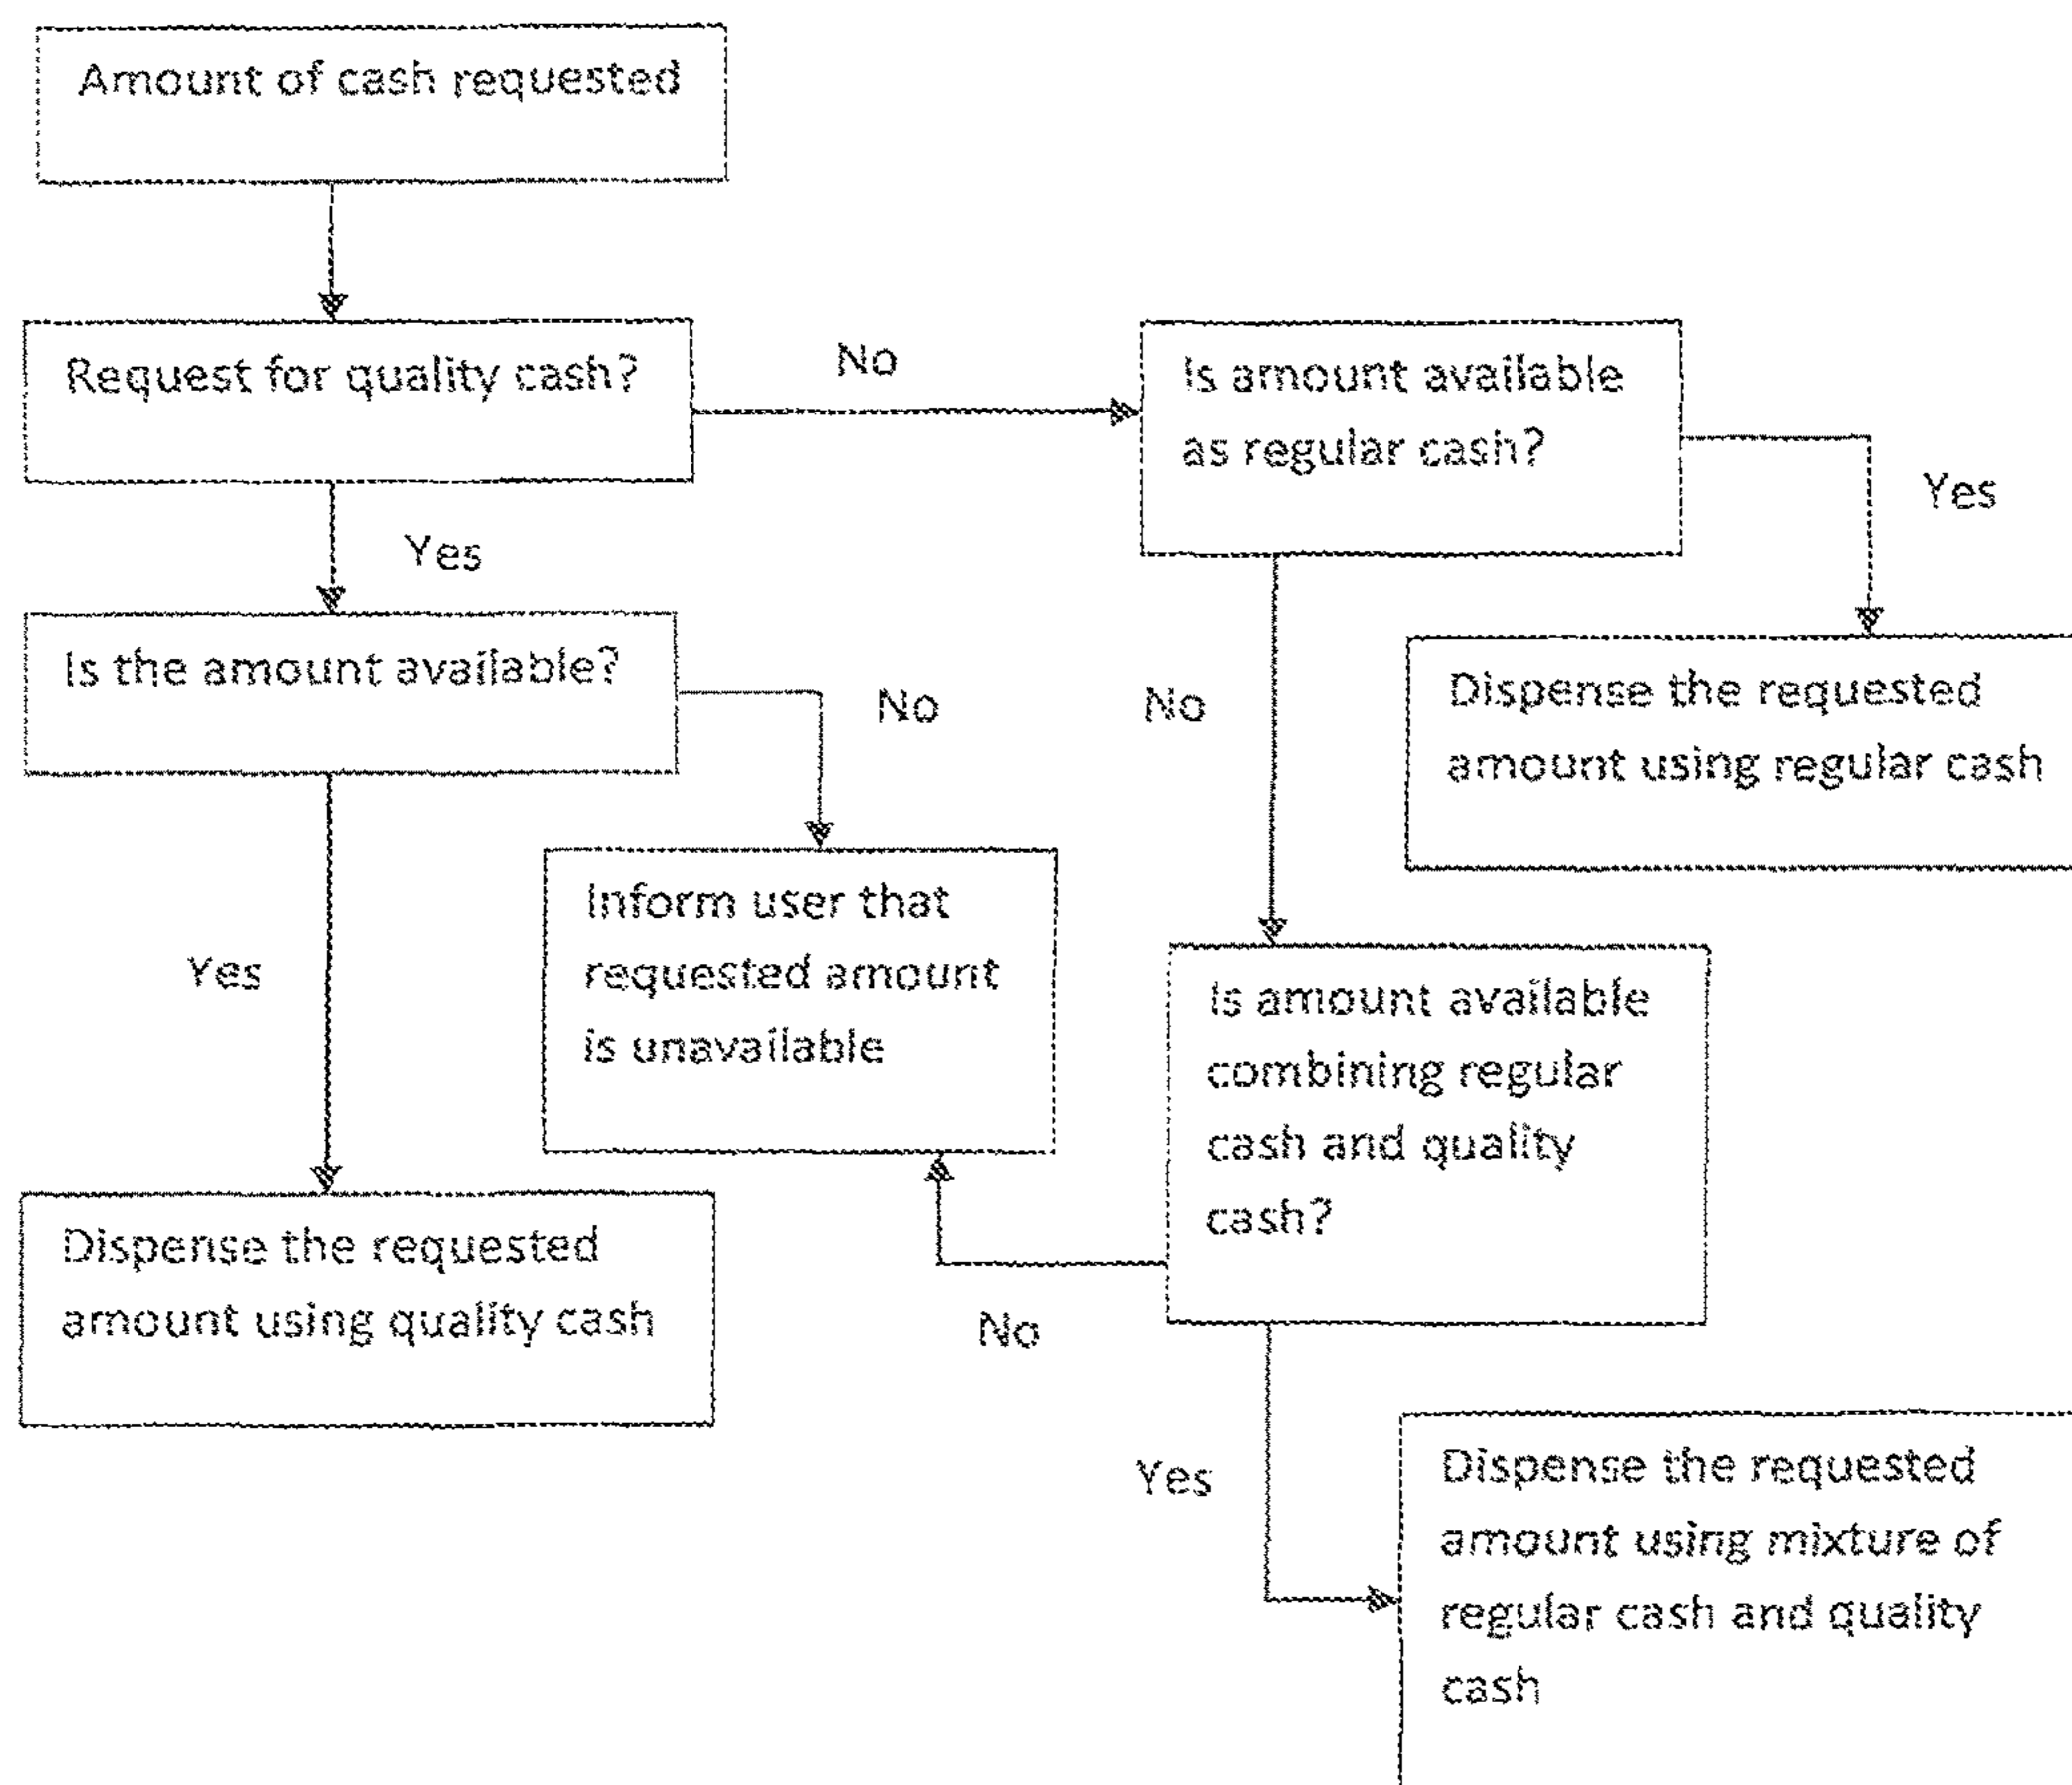 Amount of cash requested
Request for quality cash?
No
Is amount available
as regular cash?
Yes
Yes
Is the amount available?
No
No
Dispense the requested
amount using regular cash
Inform user that
requested amount
is unavailable
Yes
Is amount available
combining regular
cash and quality
cash?
Dispense the requested
amount using quality cash
No
Yes
Dispense the requested
amount using mixture of
regular cash and quality
cash